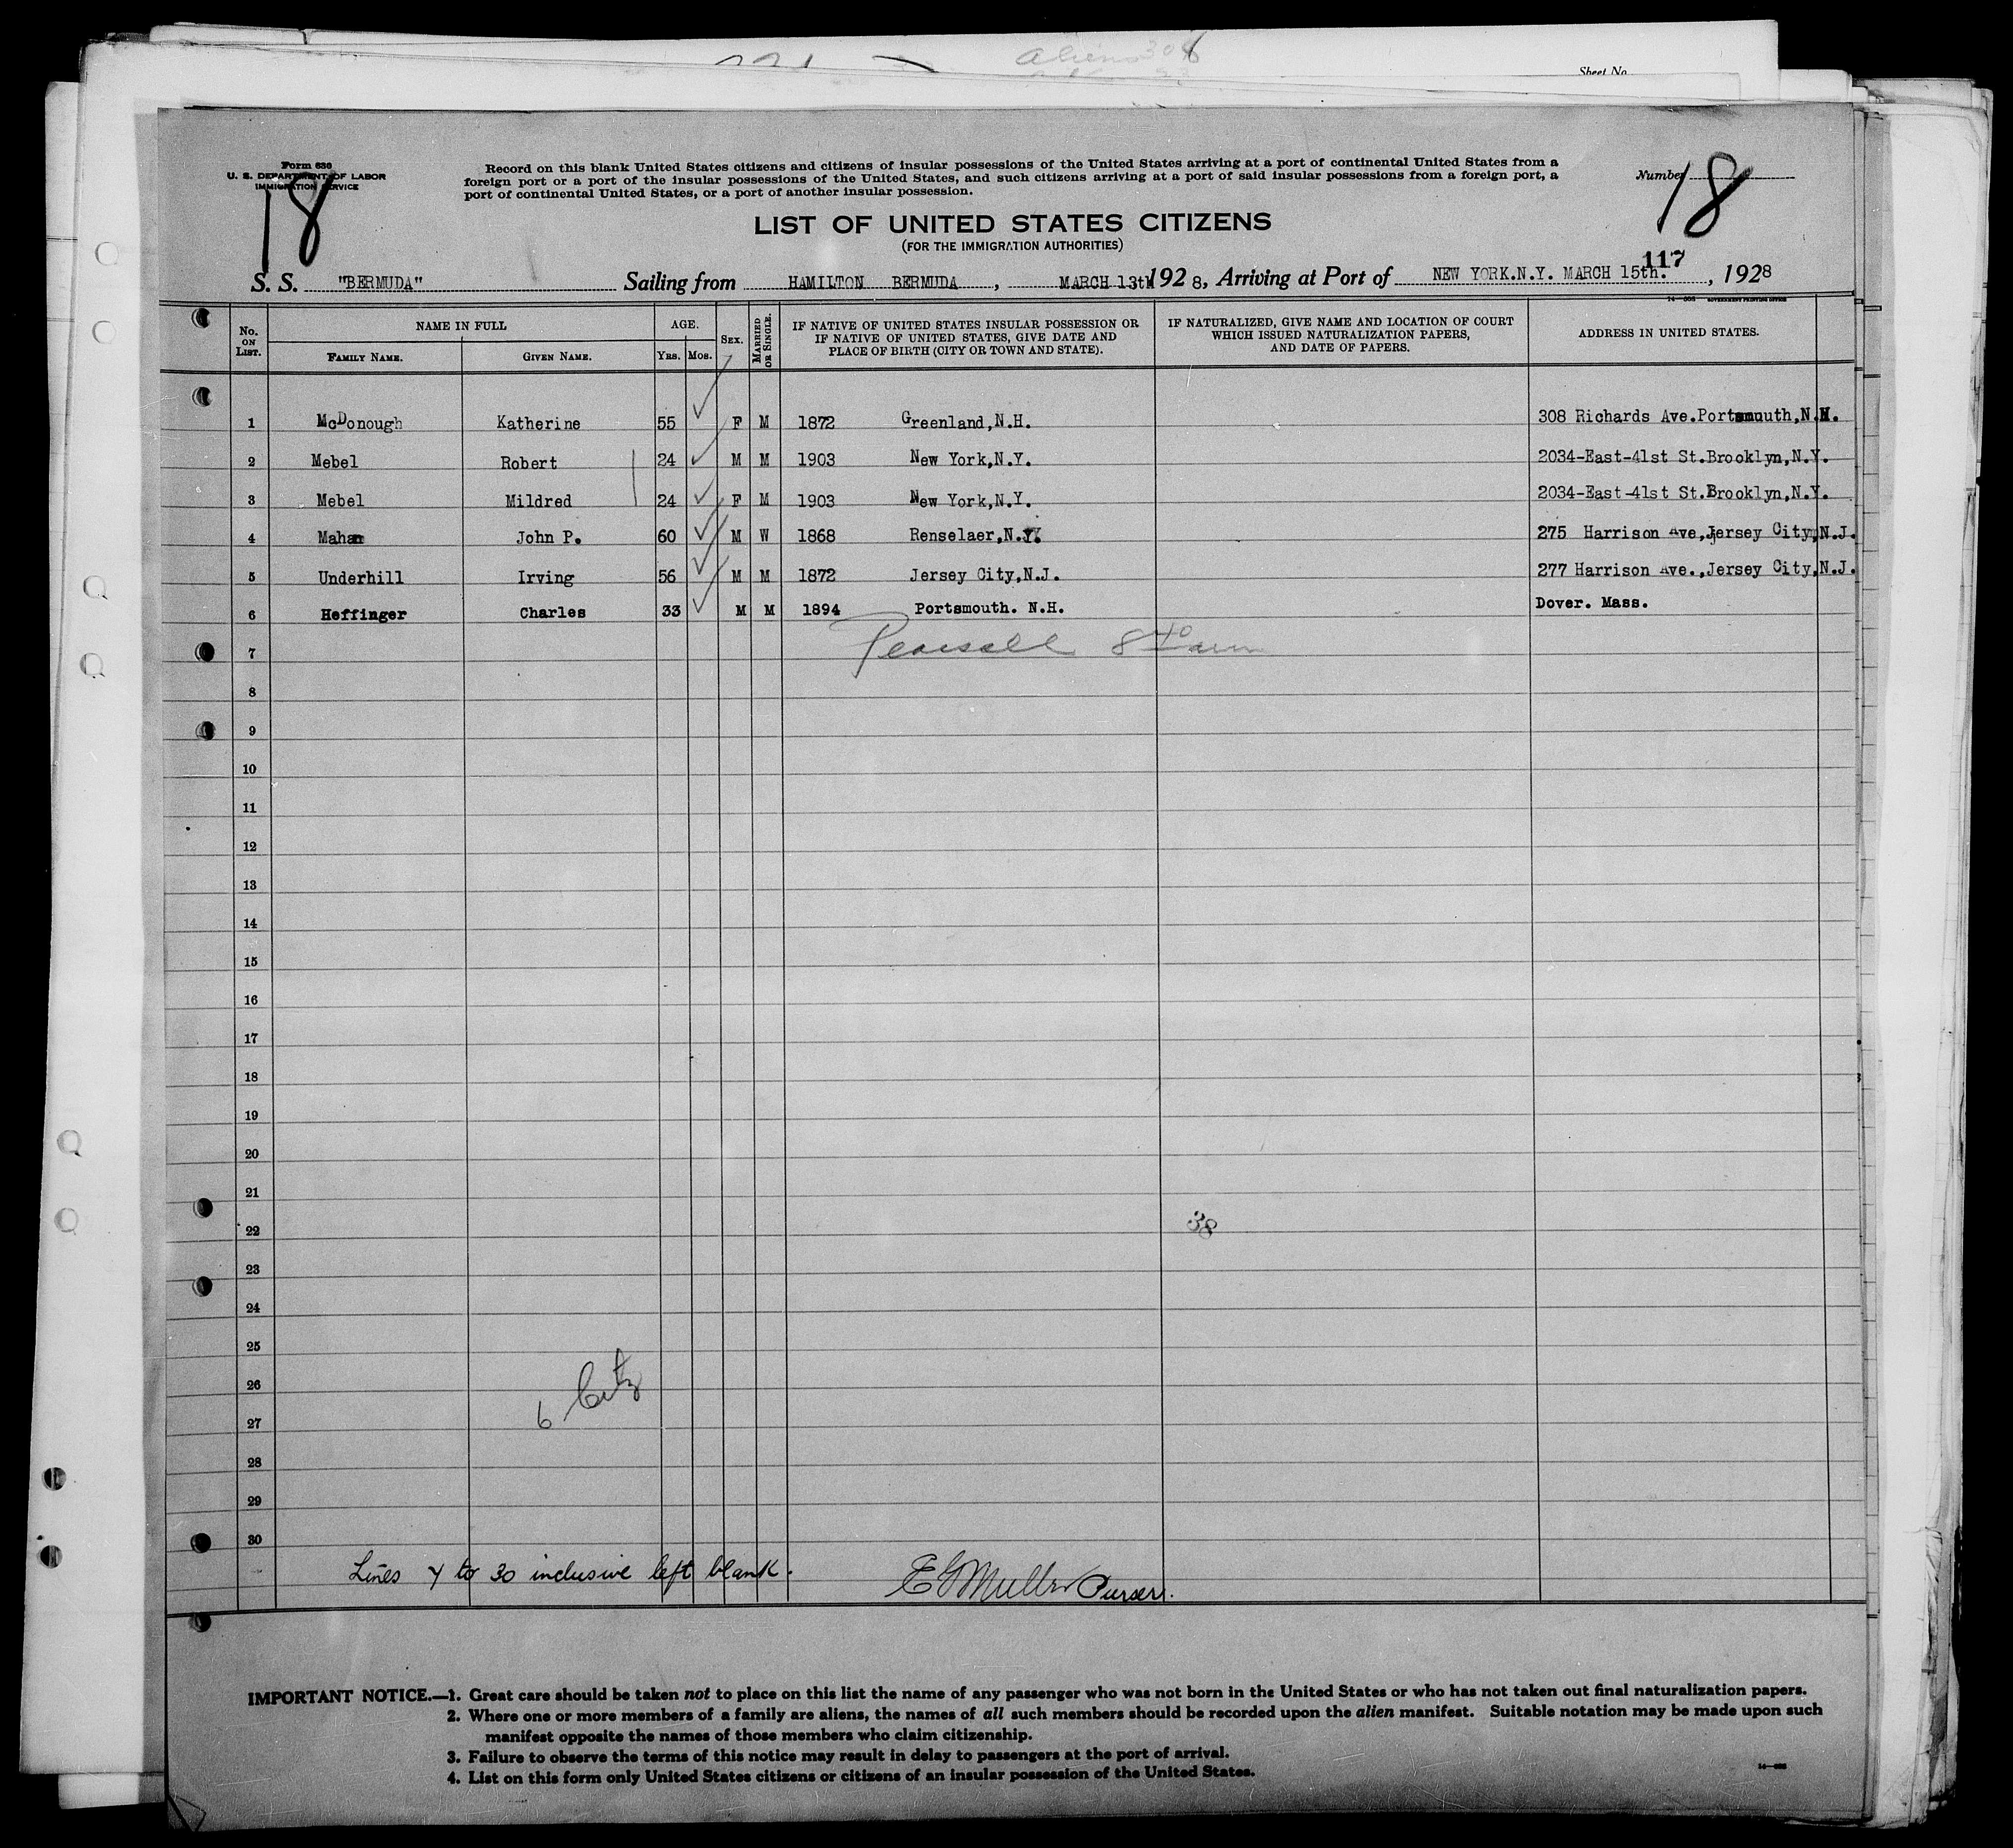 Aliens 308
Sheet No.
Form 630
U. S. DEPARTMENT OF LABOR
IMMIGRATION SERVICE
18
Record on this blank United States citizens and citizens of insular possessions of the United States arriving at a port of continental United States from a
foreign port or a port of the insular possessions of the United States, and such citizens arriving at a port of said insular possessions from a foreign port, a
port of continental United States, or a port of another insular possession.
Number 18
LIST OF UNITED STATES CITIZENS
(FOR THE IMMIGRATION AUTHORITIES)
117
S. S. "BERMUDA" Sailing from HAMILTON BERMUDA, MARCH 13th 1928, Arriving at Port of NEW YORK.N.Y. MARCH 15th., 1928
GOVERNMENT PRINTING OFFICE
No. ON LIST. NAME IN FULL FAMILY NAME. GIVEN NAME. AGE. YRS. MOS. SEX. MARRIED OR SINGLE. IF NATIVE OF UNITED STATES INSULAR POSSESSION OR IF NATIVE OF UNITED STATES, GIVE DATE AND PLACE OF BIRTH (CITY OR TOWN AND STATE). IF NATURALIZED, GIVE NAME AND LOCATION OF COURT WHICH ISSUED NATURALIZATION PAPERS, AND DATE OF PAPERS. ADDRESS IN UNITED STATES.
1 McDonough Katherine 55 F M 1872 Greenland,N.H. 308 Richards Ave.Portsmouth,N.H.
2 Mebel Robert 24 M M 1903 New York,N.Y. 2034-East-41st St.Brooklyn,N.Y.
3 Mebel Mildred 24 F M 1903 New York,N.Y. 2034-East-41st St.Brooklyn,N.Y.
4 Mahan John P. 60 M W 1868 Renselaer,N.Y. 275 Harrison Ave,Jersey City,N.J.
5 Underhill Irving 56 M M 1872 Jersey City,N.J. 277 Harrison Ave.,Jersey City,N.J.
6 Heffinger Charles 33 M M 1894 Portsmouth. N.H. Dover. Mass.
7 Pearsall 8 40 am
8
9
10
11
12
13
14
15
16
17
18
19
20
21
22 38
23
24
25
26
27 6 Citz
28
29
30
Lines 7 to 30 inclusive left blank. E G Muller Purser.
IMPORTANT NOTICE.—1. Great care should be taken not to place on this list the name of any passenger who was not born in the United States or who has not taken out final naturalization papers.
2. Where one or more members of a family are aliens, the names of all such members should be recorded upon the alien manifest. Suitable notation may be made upon such
manifest opposite the names of those members who claim citizenship.
3. Failure to observe the terms of this notice may result in delay to passengers at the port of arrival.
4. List on this form only United States citizens or citizens of an insular possession of the United States.